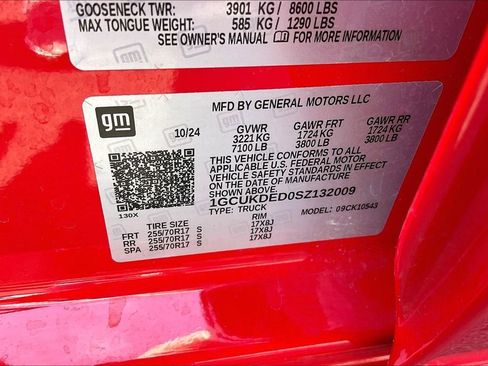 GOOSENECK TWR: 3901 KG / 8600 LBS
MAX TONGUE WEIGHT: 585 KG / 1290 LBS
SEE OWNER'S MANUAL gm FOR MORE INFORMATION
gm
MFD BY GENERAL MOTORS LLC
10/24 GVWR GAWR FRT GAWR RR
3221 KG 1724 KG 1724 KG
7100 LB 3800 LB 3800 LB
THIS VEHICLE CONFORMS TO ALL
APPLICABLE U.S. FEDERAL MOTOR
VEHICLE SAFETY STANDARDS IN EFFECT
ON THE DATE OF MANUFACTURE SHOWN ABOVE.
1GCUKDED0SZ132009
TYPE: TRUCK MODEL: 09CK10543
130X
TIRE SIZE RIM
FRT 255/70R17 S 17X8J
RR 255/70R17 S 17X8J
SPA 255/70R17 S 17X8J